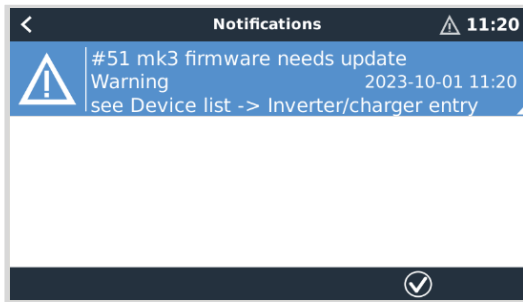 Notifications
11:20
#51 mk3 firmware needs update
Warning
2023-10-01 11:20
see Device list -> Inverter/charger entry